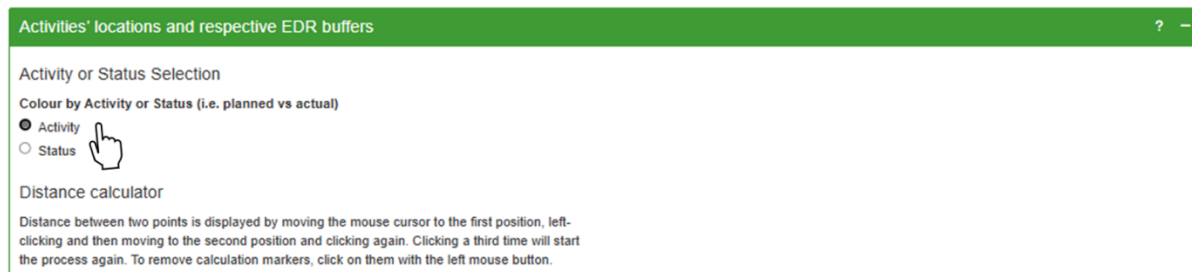 Activities' locations and respective EDR buffers ? −
Activity or Status Selection
Colour by Activity or Status (i.e. planned vs actual)
Activity
Status
Distance calculator
Distance between two points is displayed by moving the mouse cursor to the first position, left-
clicking and then moving to the second position and clicking again. Clicking a third time will start
the process again. To remove calculation markers, click on them with the left mouse button.